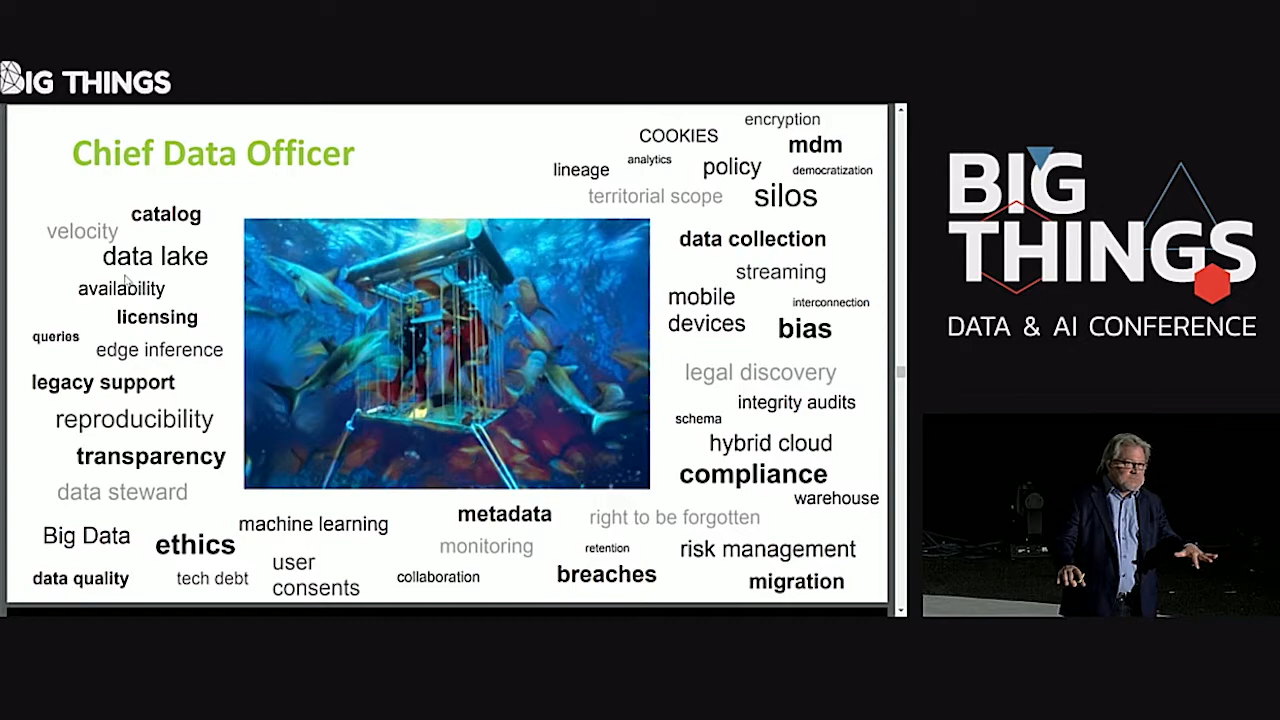 BIG THINGS
Chief Data Officer
encryption
COOKIES
mdm
analytics
lineage
policy
democratization
territorial scope
silos
catalog
velocity
data lake
availability
licensing
queries
edge inference
legacy support
reproducibility
transparency
data steward
Big Data
ethics
machine learning
data quality
tech debt
user
consents
data collection
streaming
mobile
devices
interconnection
bias
legal discovery
integrity audits
schema
hybrid cloud
compliance
warehouse
metadata
right to be forgotten
monitoring
retention
risk management
collaboration
breaches
migration
BIG
THINGS
DATA & AI CONFERENCE